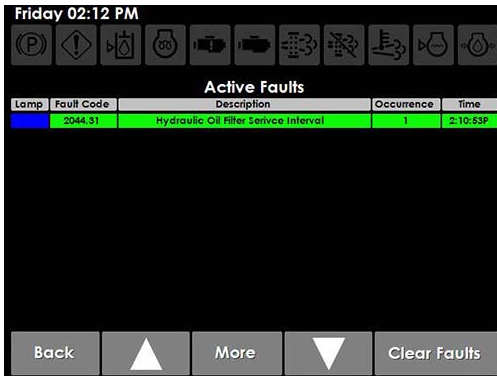 Friday 02:12 PM
(P)
Active Faults
Lamp Fault Code Description Occurrence Time
2044.31 Hydraulic Oil Filter Serivce Interval 1 2:10:53P
Back More Clear Faults